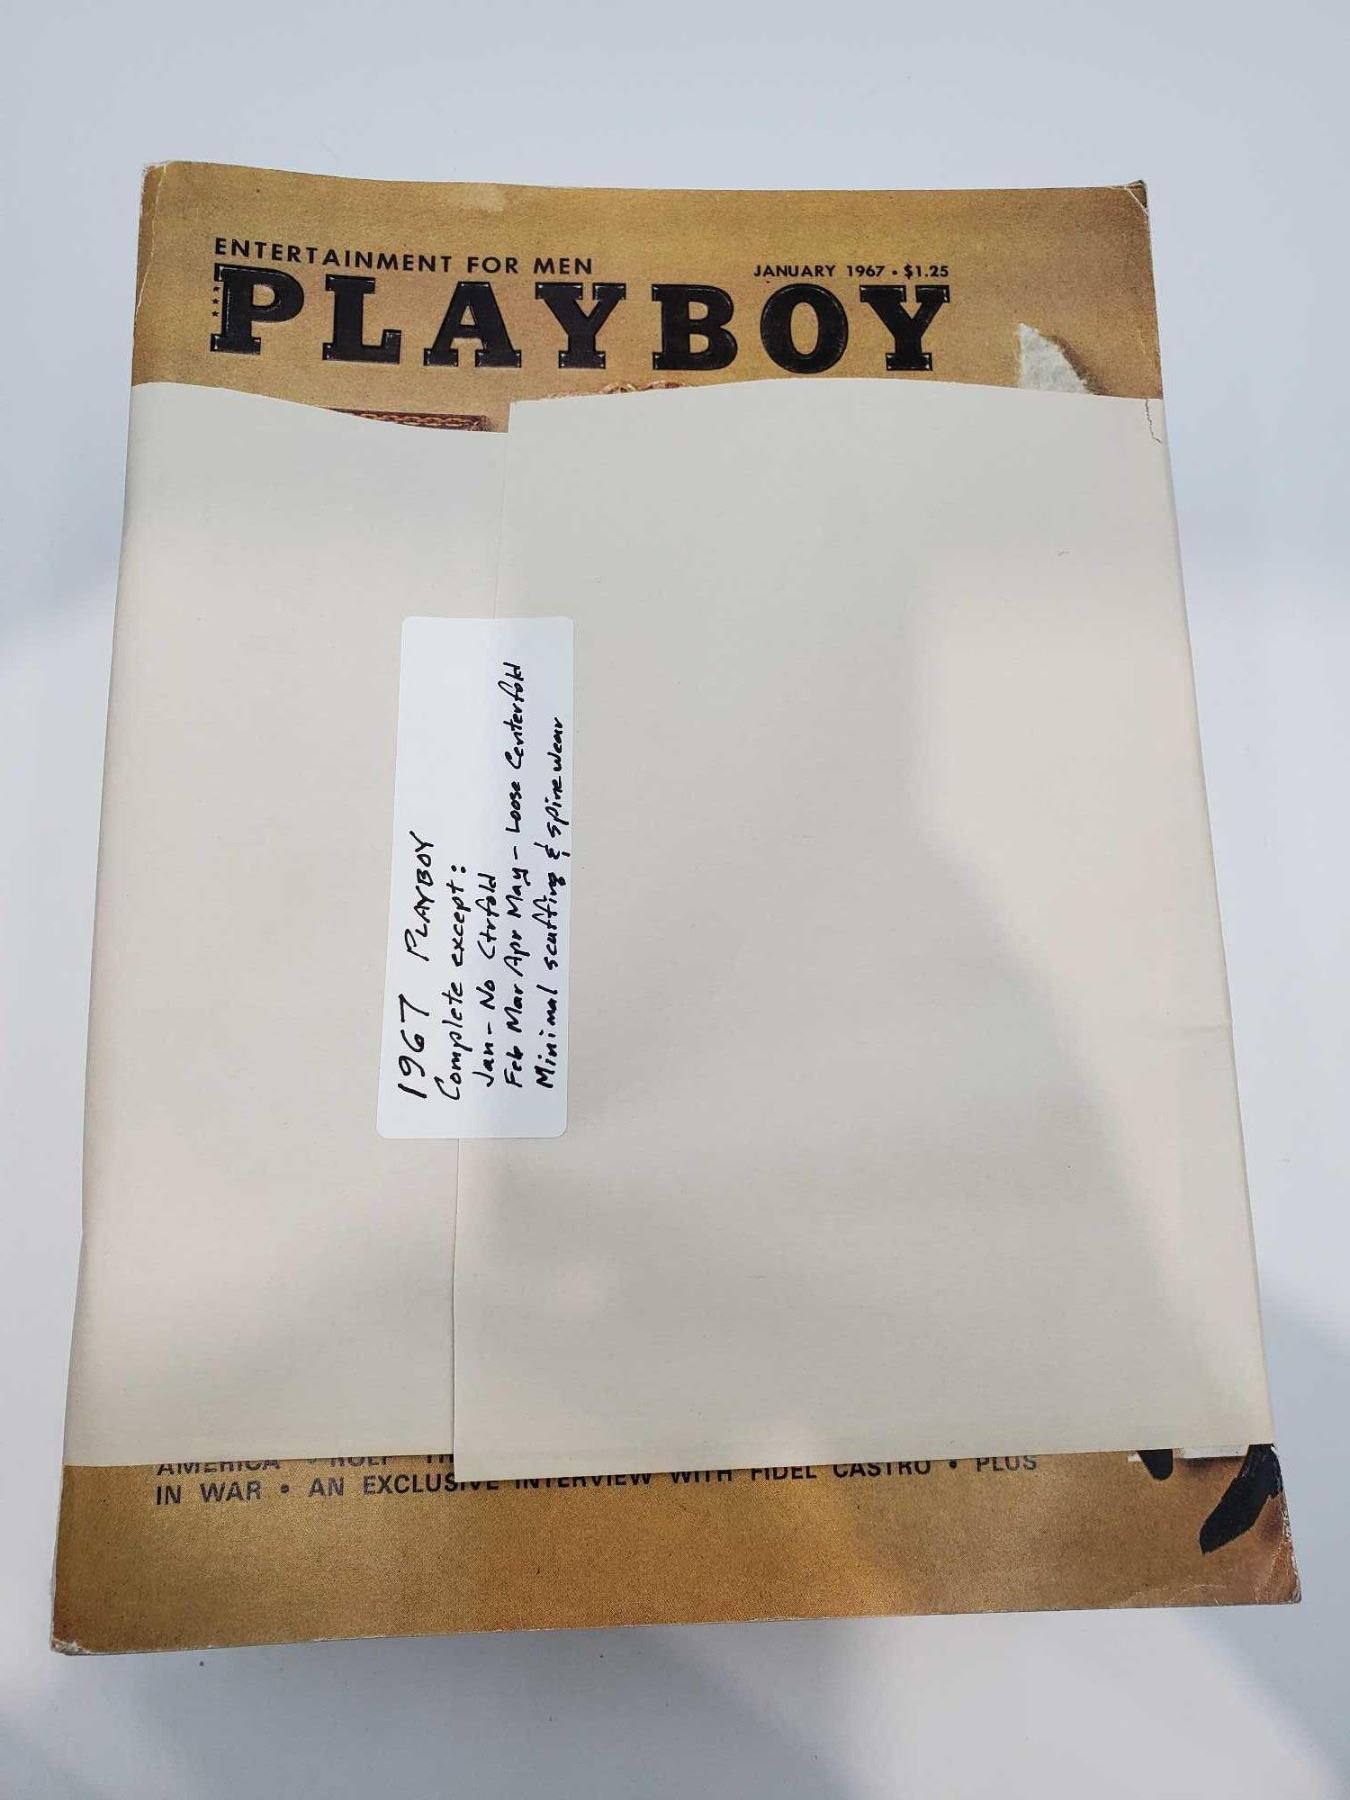 ENTERTAINMENT FOR MEN
JANUARY 1967 • $1.25
PLAYBOY
1967 PLAYBOY
Complete except:
Jan - No Ctrfold
Feb Mar Apr May - Loose Centerfold
Minimal scuffing & spine wear
AMERICA
IN WAR • AN EXCLUSIVE INTERVIEW WITH FIDEL CASTRO • PLUS